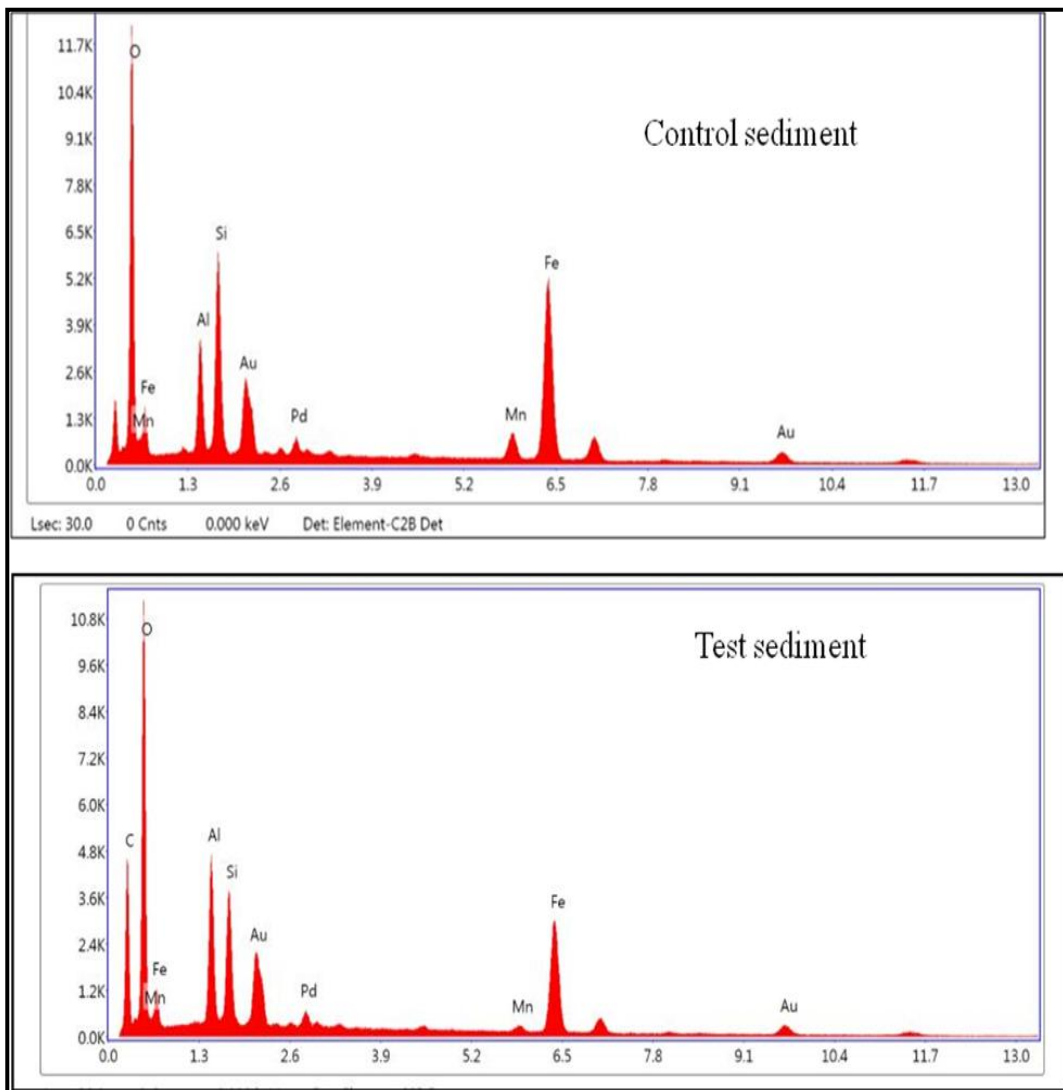 11.7K
O
10.4K
9.1K
Control sediment
7.8K
6.5K
Si
5.2K
Fe
3.9K
Al
2.6K
Au
Fe
1.3K
Mn
Pd
Mn
Au
0.0K
0.0 1.3 2.6 3.9 5.2 6.5 7.8 9.1 10.4 11.7 13.0
Lsec: 30.0 0 Cnts 0.000 keV Det: Element-C2B Det
10.8K
O
Test sediment
9.6K
8.4K
7.2K
6.0K
C
Al
4.8K
Si
3.6K
Fe
Au
2.4K
Fe
1.2K
Mn
Pd
Mn
Au
0.0K
0.0 1.3 2.6 3.9 5.2 6.5 7.8 9.1 10.4 11.7 13.0